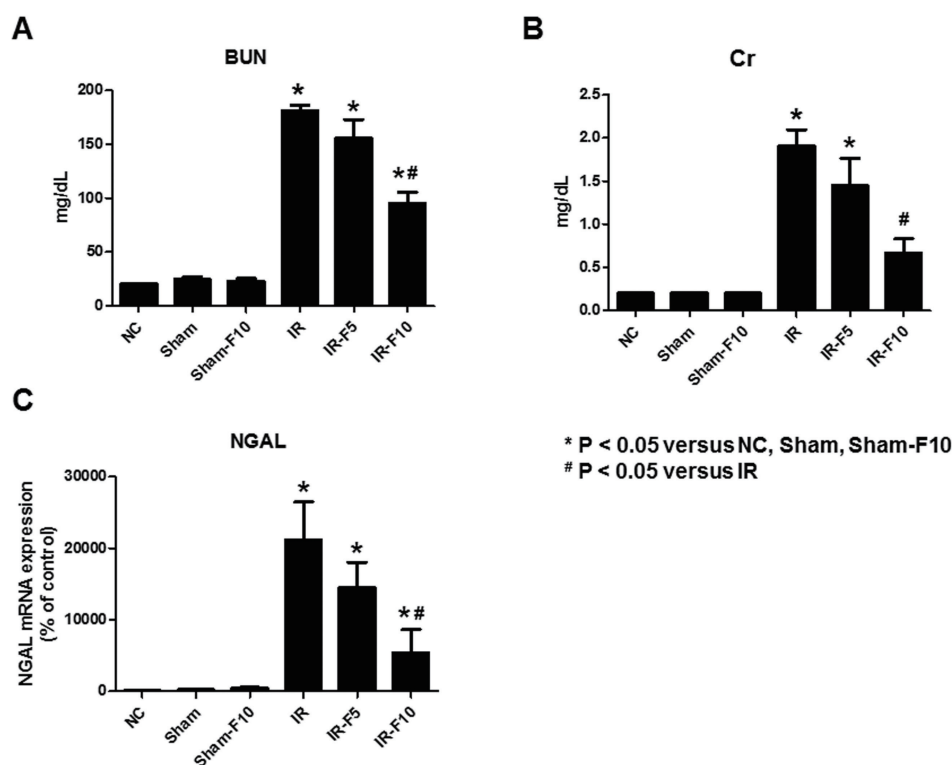 A
BUN
mg/dL
200
150
100
50
0
*
*
*#
NC
Sham
Sham-F10
IR
IR-F5
IR-F10
B
Cr
mg/dL
2.5
2.0
1.5
1.0
0.5
0.0
*
*
#
NC
Sham
Sham-F10
IR
IR-F5
IR-F10
C
NGAL
NGAL mRNA expression
(% of control)
30000
20000
10000
0
*
*
*#
NC
Sham
Sham-F10
IR
IR-F5
IR-F10
* P < 0.05 versus NC, Sham, Sham-F10
# P < 0.05 versus IR